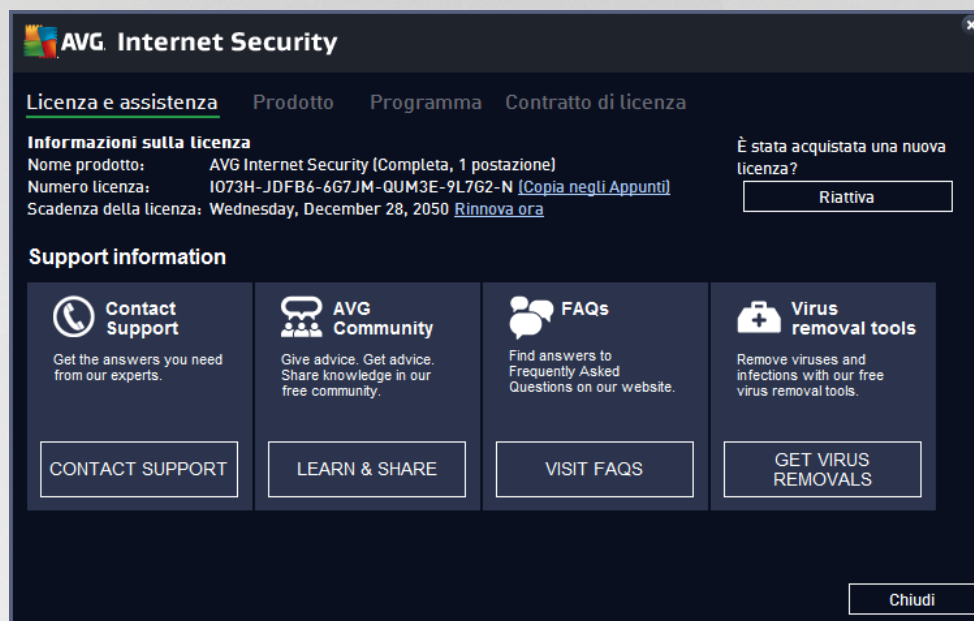 AVG Internet Security
Licenza e assistenza Prodotto Programma Contratto di licenza
Informazioni sulla licenza
Nome prodotto: AVG Internet Security (Completa, 1 postazione)
Numero licenza: IO73H-JDFB6-6G7JM-QUM3E-9L7G2-N (Copia negli Appunti)
Scadenza della licenza: Wednesday, December 28, 2050 Rinnova ora
È stata acquistata una nuova
licenza?
Riattiva
Support information
Contact
Support
Get the answers you need
from our experts.
CONTACT SUPPORT
AVG
Community
Give advice. Get advice.
Share knowledge in our
free community.
LEARN & SHARE
FAQs
Find answers to
Frequently Asked
Questions on our website.
VISIT FAQS
Virus
removal tools
Remove viruses and
infections with our free
virus removal tools.
GET VIRUS
REMOVALS
Chiudi